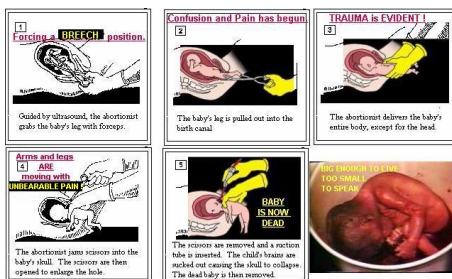 1
Forcing a BREECH position.
Guided by ultrasound, the abortionist
grabs the baby's leg with forceps.
Confusion and Pain has begun.
2
The baby's leg is pulled out into the
birth canal
TRAUMA is EVIDENT !
3
The abortionist delivers the baby's
entire body, except for the head.
Arms and legs
4
ARE
moving with
UNBEARABLE PAIN !
The abortionist jams scissors into the
baby's skull. The scissors are then
opened to enlarge the hole.
5
BABY
IS NOW
DEAD
The scissors are removed and a suction
tube is inserted. The child's brains are
sucked out causing the skull to collapse.
The dead baby is then removed.
BIG ENOUGH TO LIVE
TOO SMALL
TO SPEAK